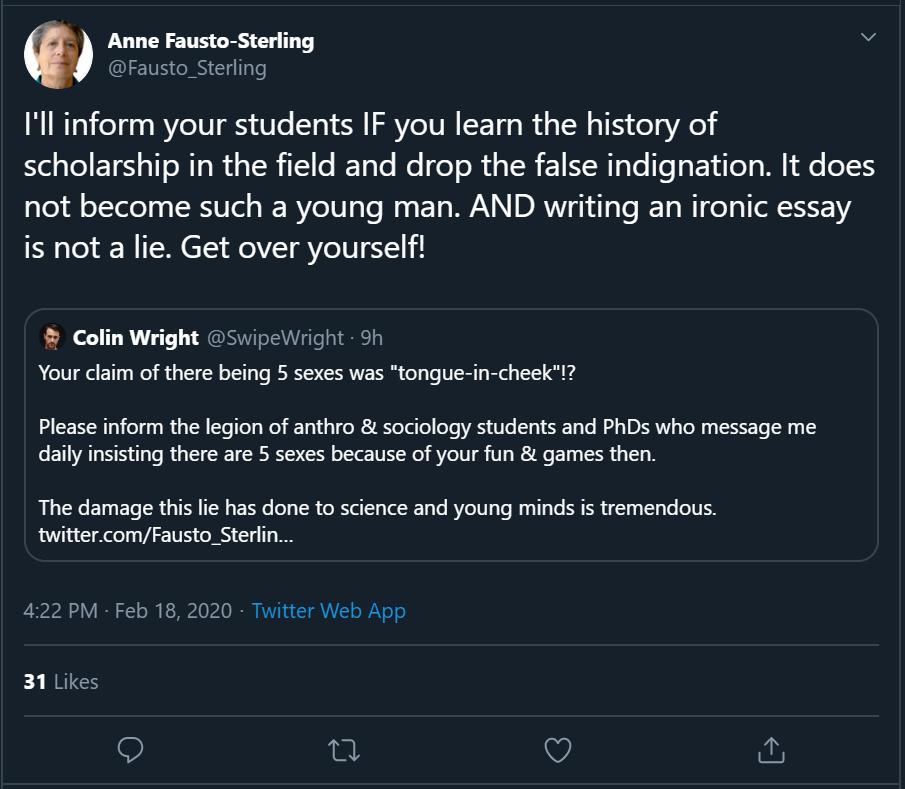 Anne Fausto-Sterling
@Fausto_Sterling
I'll inform your students IF you learn the history of
scholarship in the field and drop the false indignation. It does
not become such a young man. AND writing an ironic essay
is not a lie. Get over yourself!
Colin Wright @SwipeWright · 9h
Your claim of there being 5 sexes was "tongue-in-cheek"!?
Please inform the legion of anthro & sociology students and PhDs who message me
daily insisting there are 5 sexes because of your fun & games then.
The damage this lie has done to science and young minds is tremendous.
twitter.com/Fausto_Sterlin...
4:22 PM · Feb 18, 2020 · Twitter Web App
31 Likes